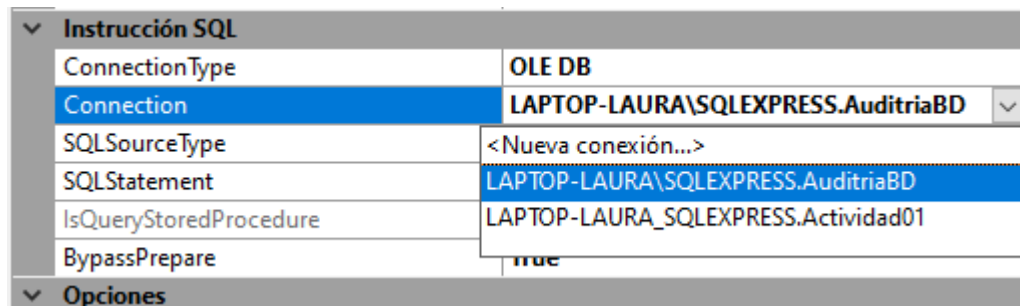 Instrucción SQL
ConnectionType OLE DB
Connection LAPTOP-LAURA\SQLEXPRESS.AuditriaBD
SQLSourceType <Nueva conexión...>
SQLStatement LAPTOP-LAURA\SQLEXPRESS.AuditriaBD
IsQueryStoredProcedure LAPTOP-LAURA_SQLEXPRESS.Actividad01
BypassPrepare True
Opciones